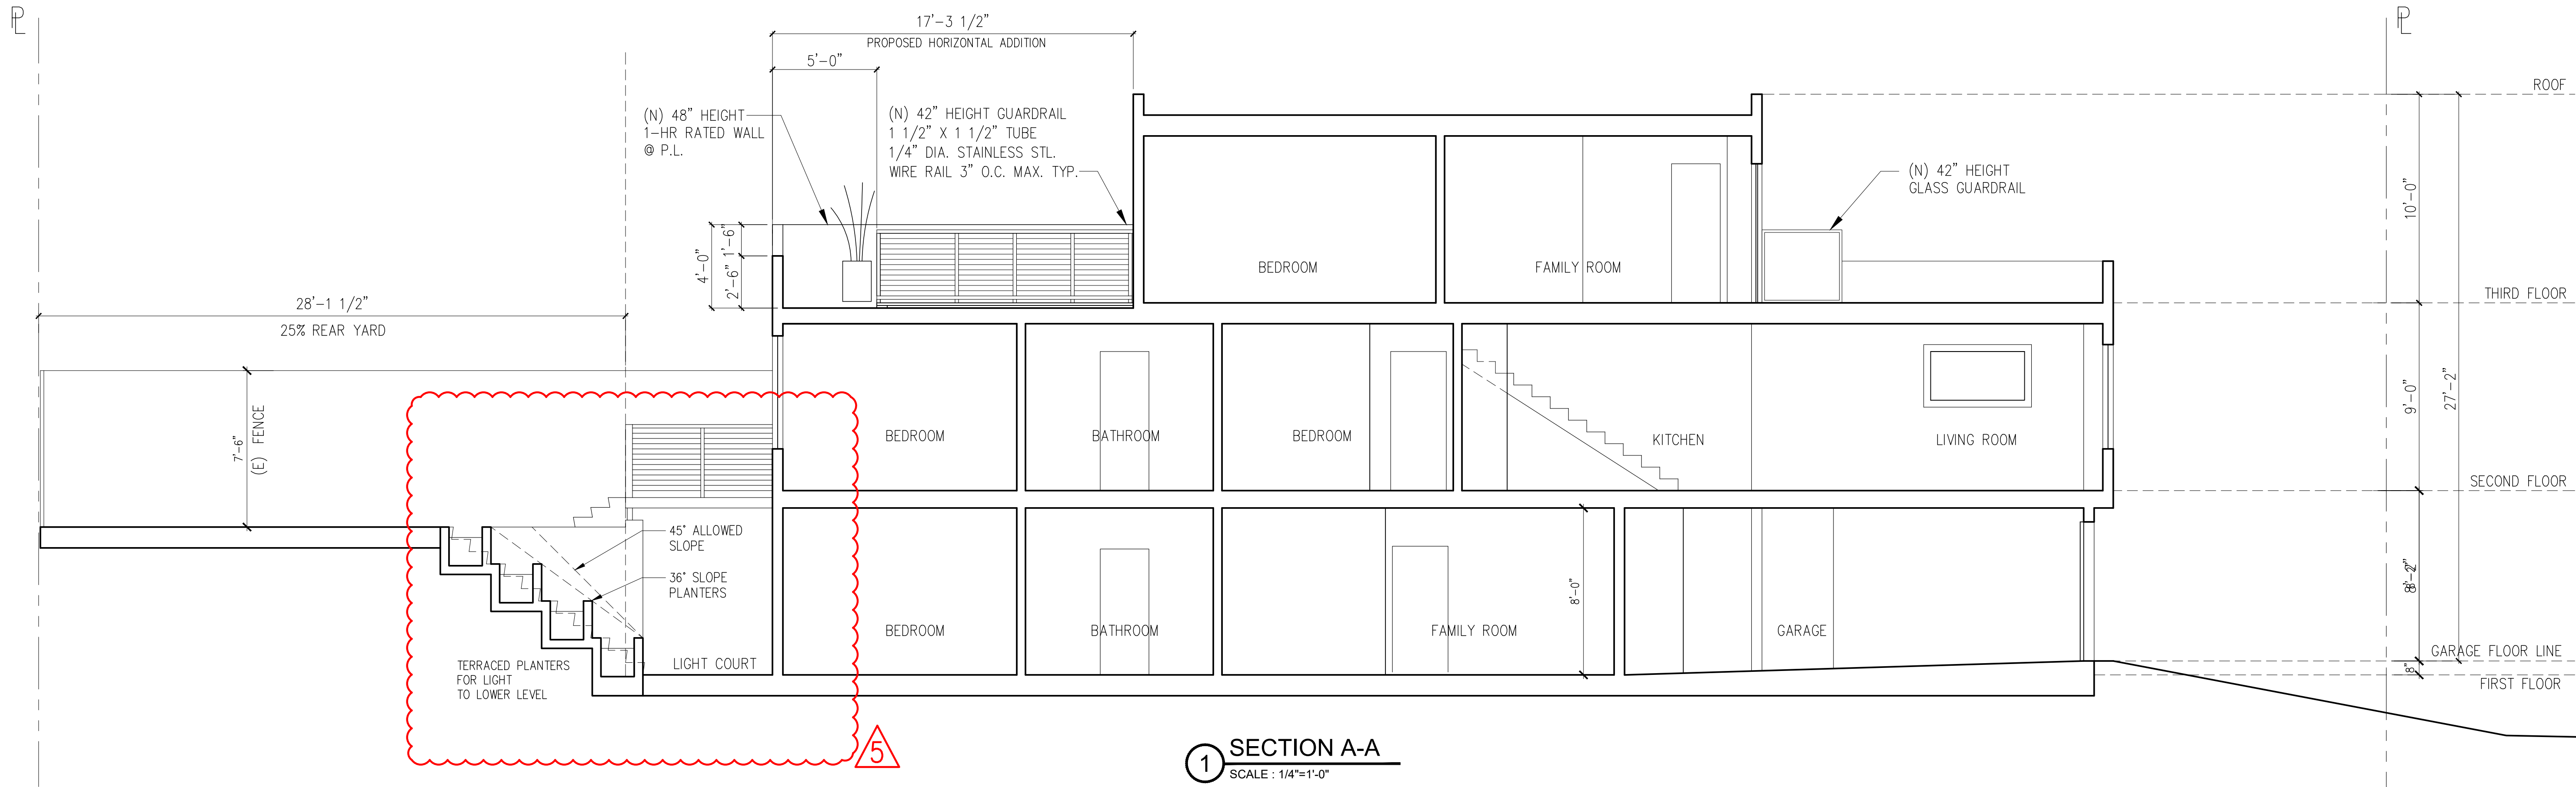 PL
PL
17'-3 1/2"
PROPOSED HORIZONTAL ADDITION
5'-0"
ROOF
(N) 48" HEIGHT
1-HR RATED WALL
@ P.L.
(N) 42" HEIGHT GUARDRAIL
1 1/2" X 1 1/2" TUBE
1/4" DIA. STAINLESS STL.
WIRE RAIL 3" O.C. MAX. TYP.
(N) 42" HEIGHT
GLASS GUARDRAIL
10'-0"
4'-0"
1'-6"
2'-6"
BEDROOM
FAMILY ROOM
THIRD FLOOR
28'-1 1/2"
25% REAR YARD
9'-0"
27'-2"
7'-6"
(E) FENCE
BEDROOM
BATHROOM
BEDROOM
KITCHEN
LIVING ROOM
SECOND FLOOR
45° ALLOWED
SLOPE
36° SLOPE
PLANTERS
8'-0"
BEDROOM
BATHROOM
FAMILY ROOM
GARAGE
TERRACED PLANTERS
FOR LIGHT
TO LOWER LEVEL
LIGHT COURT
GARAGE FLOOR LINE
8"
FIRST FLOOR
5
1
SECTION A-A
SCALE : 1/4"=1'-0"